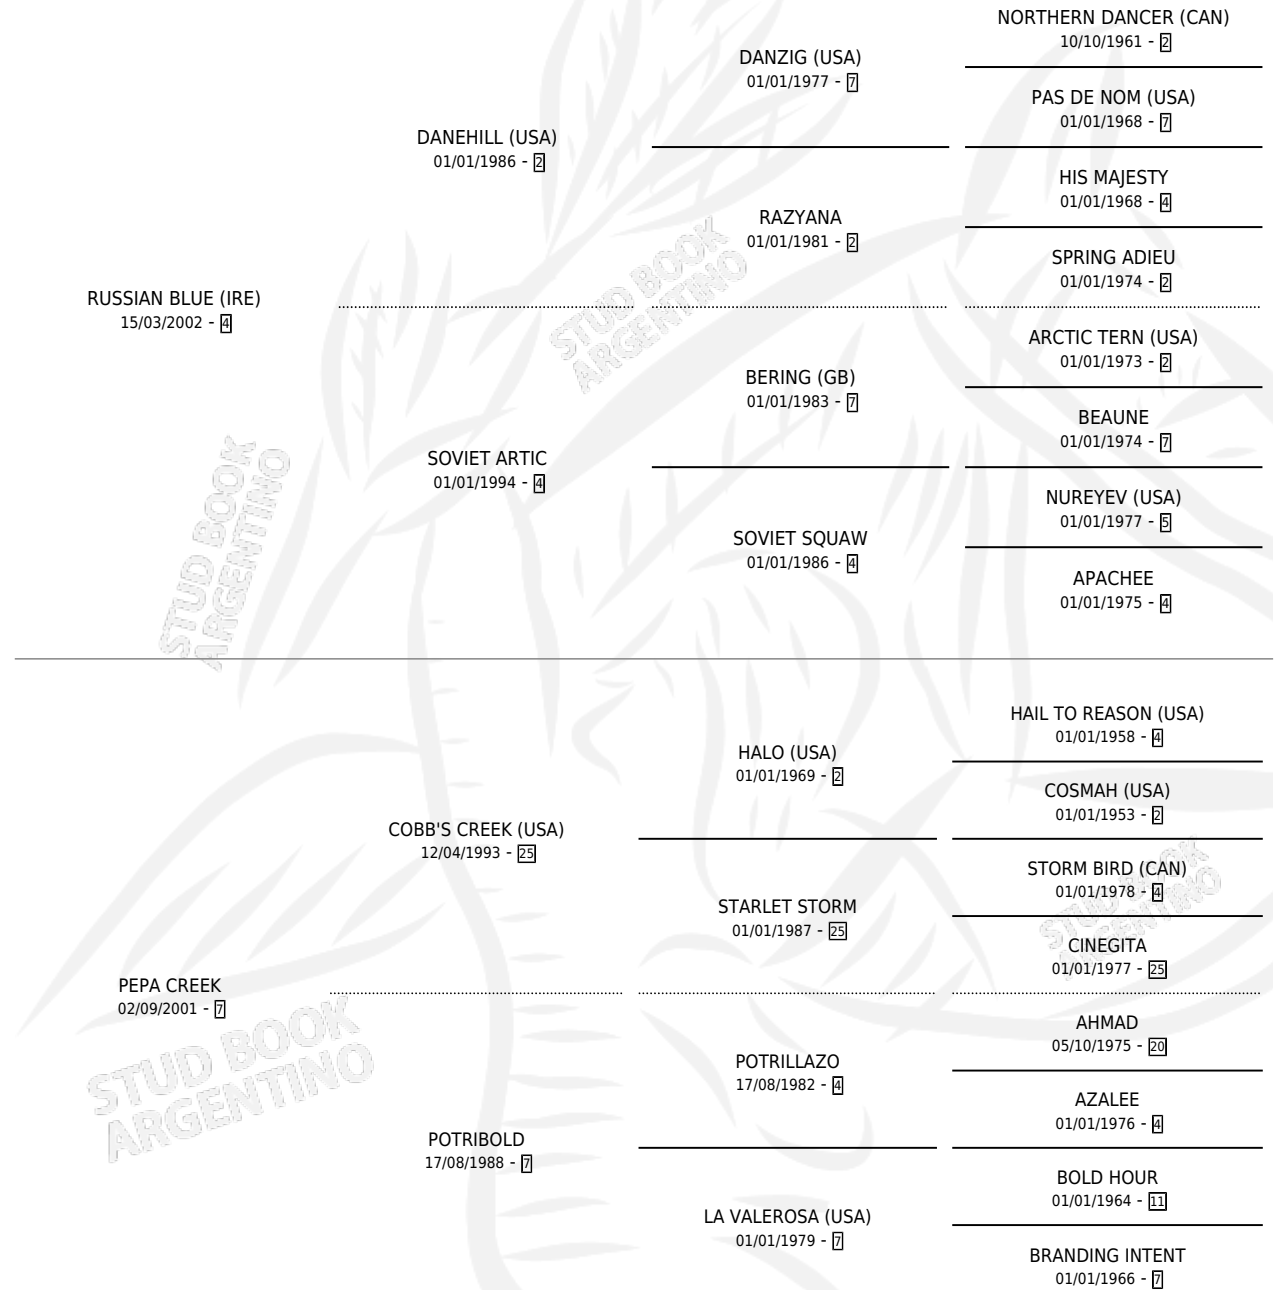 NORTHERN DANCER (CAN)
10/10/1961 - 2
DANZIG (USA)
01/01/1977 - 7
PAS DE NOM (USA)
01/01/1968 - 7
DANEHILL (USA)
01/01/1986 - 2
HIS MAJESTY
01/01/1968 - 4
RAZYANA
01/01/1981 - 2
SPRING ADIEU
01/01/1974 - 2
RUSSIAN BLUE (IRE)
15/03/2002 - 4
STUD BOOK
ARGENTINO
ARCTIC TERN (USA)
01/01/1973 - 2
BERING (GB)
01/01/1983 - 7
BEAUNE
01/01/1974 - 7
SOVIET ARTIC
01/01/1994 - 4
NUREYEV (USA)
01/01/1977 - 5
SOVIET SQUAW
01/01/1986 - 4
APACHEE
01/01/1975 - 4
STUD BOOK
ARGENTINO
HAIL TO REASON (USA)
01/01/1958 - 4
HALO (USA)
01/01/1969 - 2
COSMAH (USA)
01/01/1953 - 2
COBB'S CREEK (USA)
12/04/1993 - 25
STORM BIRD (CAN)
01/01/1978 - 4
STARLET STORM
01/01/1987 - 25
STUD BOOK
ARGENTINO
CINEGITA
01/01/1977 - 25
PEPA CREEK
02/09/2001 - 7
STUD BOOK
ARGENTINO
AHMAD
05/10/1975 - 20
POTRILLAZO
17/08/1982 - 4
AZALEE
01/01/1976 - 4
POTRIBOLD
17/08/1988 - 7
BOLD HOUR
01/01/1964 - 11
LA VALEROSA (USA)
01/01/1979 - 7
BRANDING INTENT
01/01/1966 - 7